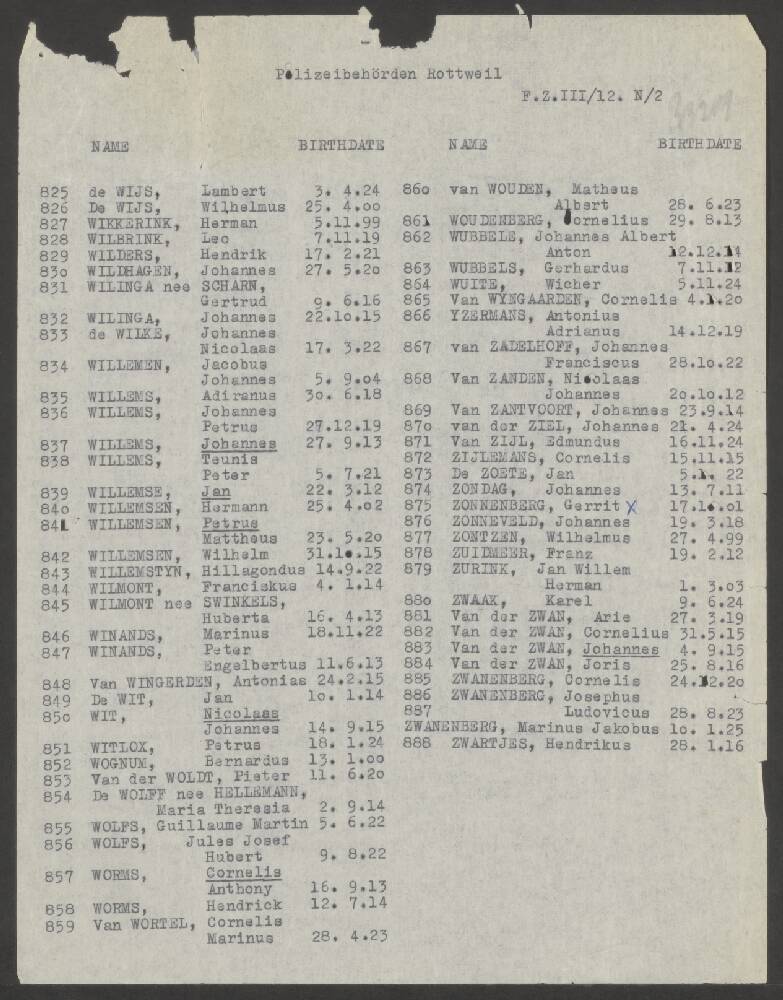 Polizeibehörden Rottweil
F.Z.III/12. N/2
NAME BIRTHDATE
825 de WIJS, Lambert 3. 4.24
826 De WIJS, Wilhelmus 25. 4.oo
827 WIKKERINK, Herman 5.11.99
828 WILBRINK, Leo 7.11.19
829 WILDERS, Hendrik 17. 2.21
83o WILDHAGEN, Johannes 27. 5.2o
831 WILINGA nee SCHARN,
Gertrud 9. 6.16
832 WILINGA, Johannes 22.1o.15
833 de WILKE, Johannes
Nicolaas 17. 3.22
834 WILLEMEN, Jacobus
Johannes 5. 9.o4
835 WILLEMS, Adiranus 3o. 6.18
836 WILLEMS, Johannes
Petrus 27.12.19
837 WILLEMS, Johannes 27. 9.13
838 WILLEMS, Teunis
Peter 5. 7.21
839 WILLEMSE, Jan 22. 3.12
84o WILLEMSEN, Hermann 25. 4.o2
841 WILLEMSEN, Petrus
Mattheus 23. 5.2o
842 WILLEMSEN, Wilhelm 31.1o.15
843 WILLEMSTYN, Hillagondus 14.9.22
844 WILMONT, Franciskus 4. 1.14
845 WILMONT nee SWINKELS,
Huberta 16. 4.13
846 WINANDS, Marinus 18.11.22
847 WINANDS, Peter
Engelbertus 11.6.13
848 Van WINGERDEN, Antonias 24.2.15
849 De WIT, Jan 1o. 1.14
85o WIT, Nicolaas
Johannes 14. 9.15
851 WITLOX, Petrus 18. 1.24
852 WOGNUM, Bernardus 13. 1.oo
853 Van der WOLDT, Pieter 11. 6.2o
854 De WOLFF nee HELLEMANN,
Maria Theresia 2. 9.14
855 WOLFS, Guillaume Martin 5. 6.22
856 WOLFS, Jules Josef
Hubert 9. 8.22
857 WORMS, Cornelis
Anthony 16. 9.13
858 WORMS, Hendrick 12. 7.14
859 Van WORTEL, Cornelis
Marinus 28. 4.23
NAME BIRTHDATE
86o van WOUDEN, Matheus
Albert 28. 6.23
861 WOUDENBERG, Cornelius 29. 8.13
862 WUBBELE, Johannes Albert
Anton 12.12.14
863 WUBBELS, Gerhardus 7.11.12
864 WUITE, Wicher 5.11.24
865 Van WYNGAARDEN, Cornelis 4.1.2o
866 YZERMANS, Antonius
Adrianus 14.12.19
867 van ZADELHOFF, Johannes
Franciscus 28.1o.22
868 Van ZANDEN, Nicolaas
Johannes 2o.1o.12
869 Van ZANTVOORT, Johannes 23.9.14
87o van der ZIEL, Johannes 21. 4.24
871 Van ZIJL, Edmundus 16.11.24
872 ZIJLEMANS, Cornelis 15.11.15
873 De ZOETE, Jan 5.1. 22
874 ZONDAG, Johannes 13. 7.11
875 ZONNENBERG, Gerrit X 17.1o.o1
876 ZONNEVELD, Johannes 19. 3.18
877 ZONTZEN, Wilhelmus 27. 4.99
878 ZUIDMEER, Franz 19. 2.12
879 ZURINK, Jan Willem
Herman 1. 3.o3
88o ZWAAK, Karel 9. 6.24
881 Van der ZWAN, Arie 27. 3.19
882 Van der ZWAN, Cornelius 31.5.15
883 Van der ZWAN, Johannes 4. 9.15
884 Van der ZWAN, Joris 25. 8.16
885 ZWANENBERG, Cornelis 24.12.2o
886 ZWANENBERG, Josephus
887 Ludovicus 28. 8.23
ZWANENBERG, Marinus Jakobus 1o. 1.25
888 ZWARTJES, Hendrikus 28. 1.16